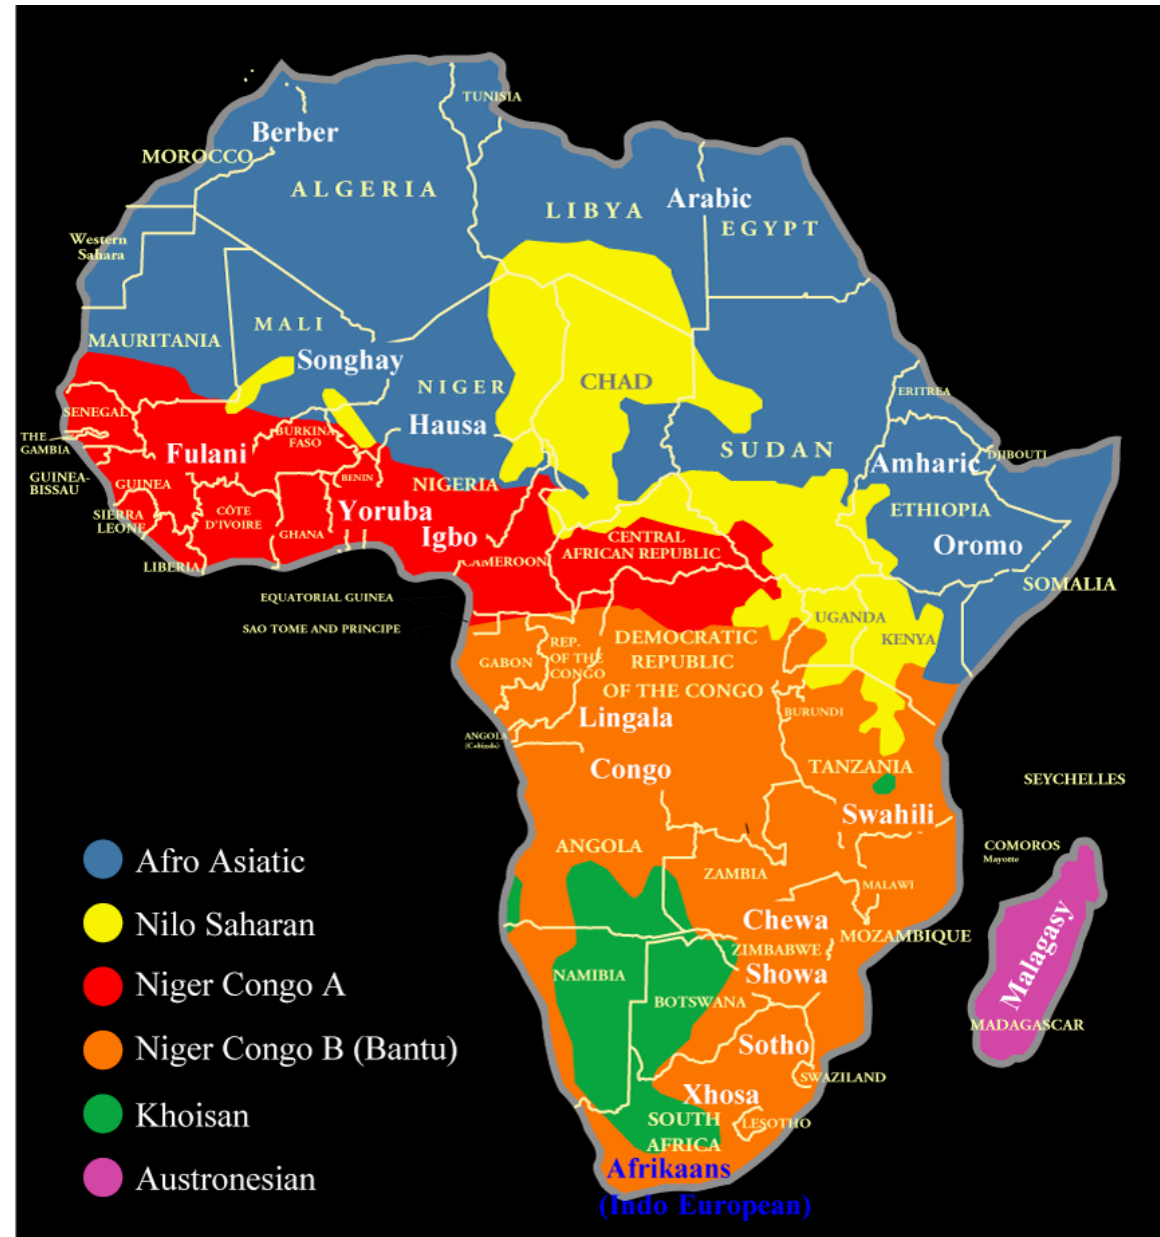 TUNISIA
Berber
MOROCCO
ALGERIA
Arabic
LIBYA
EGYPT
Western
Sahara
MALI
MAURITANIA
Songhay
NIGER
CHAD
ERITREA
SENEGAL
Hausa
BURKINA
FASO
THE
GAMBIA
Fulani
SUDAN
DJIBOUTI
Amharic
GUINEA-
BISSAU
GUINEA
BENIN
NIGERIA
ETHIOPIA
SIERRA
LEONE
CÔTE
D'IVOIRE
Yoruba
GHANA
Igbo
CENTRAL
AFRICAN REPUBLIC
Oromo
LIBERIA
CAMEROON
SOMALIA
EQUATORIAL GUINEA
UGANDA
SAO TOME AND PRINCIPE
KENYA
DEMOCRATIC
REPUBLIC
OF THE CONGO
REP.
OF THE
CONGO
GABON
BURUNDI
Lingala
ANGOLA
(Cabinda)
Congo
TANZANIA
SEYCHELLES
Swahili
ANGOLA
COMOROS
Mayotte
ZAMBIA
MALAWI
Chewa
MOZAMBIQUE
ZIMBABWE
NAMIBIA
Showa
BOTSWANA
Malagasy
MADAGASCAR
Sotho
SWAZILAND
Xhosa
SOUTH
AFRICA
LESOTHO
Afrikaans
(Indo European)
Afro Asiatic
Nilo Saharan
Niger Congo A
Niger Congo B (Bantu)
Khoisan
Austronesian